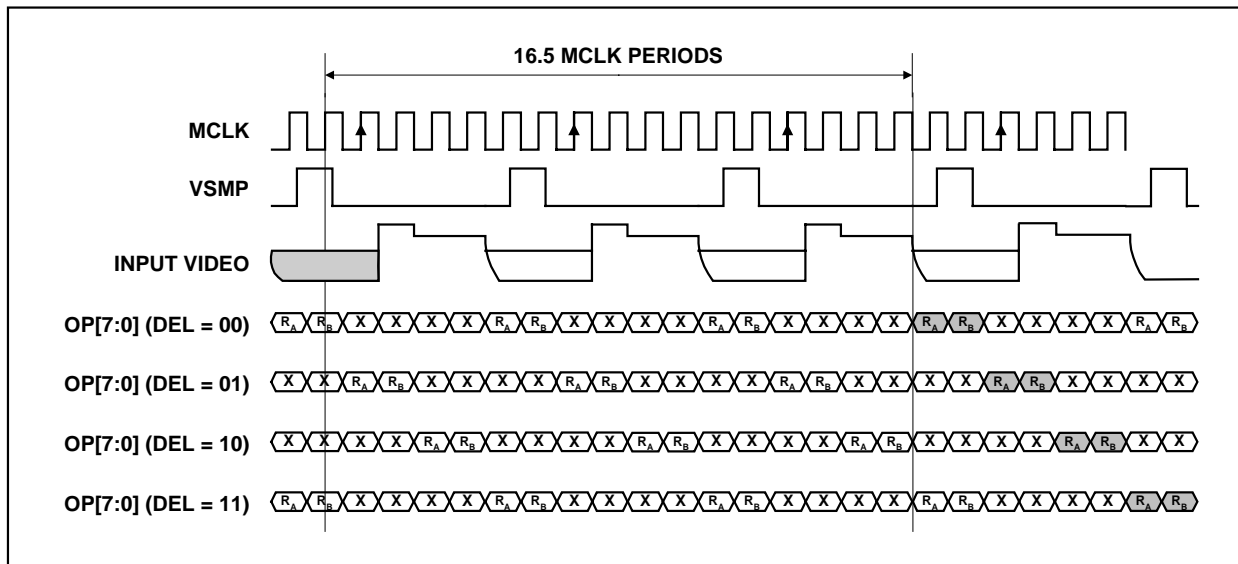 16.5 MCLK PERIODS
MCLK
VSMP
INPUT VIDEO
OP[7:0] (DEL = 00) RA RB X X X X RA RB X X X X RA RB X X X X RA RB X X X X RA RB
OP[7:0] (DEL = 01) X X RA RB X X X X RA RB X X X X RA RB X X X X RA RB X X X X
OP[7:0] (DEL = 10) X X X X RA RB X X X X RA RB X X X X RA RB X X X X RA RB X X
OP[7:0] (DEL = 11) RA RB X X X X RA RB X X X X RA RB X X X X RA RB X X X X RA RB